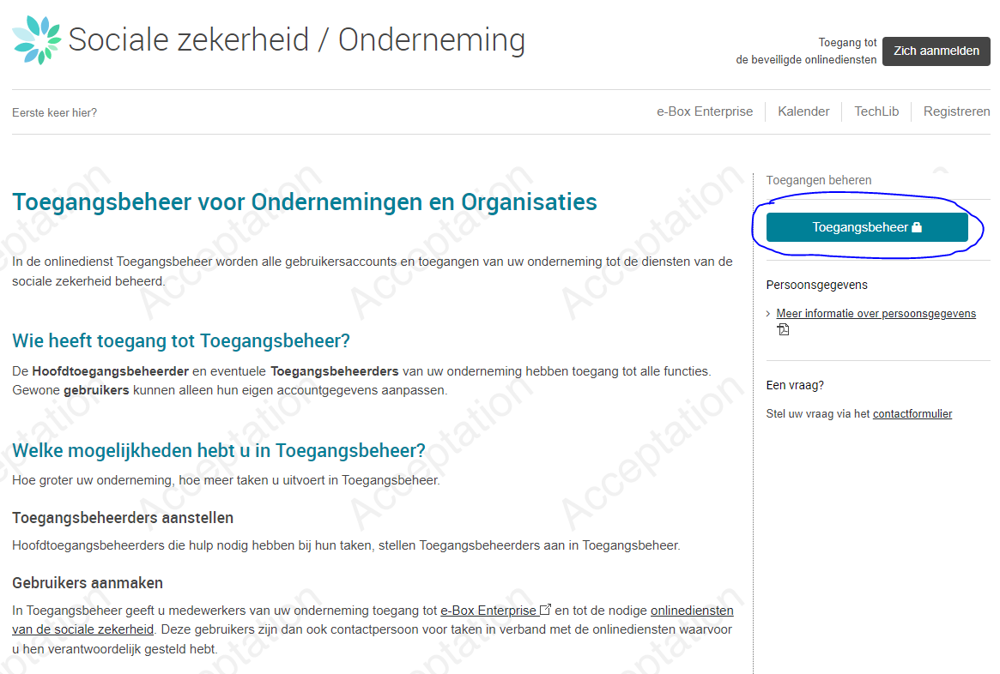 Sociale zekerheid / Onderneming
Toegang tot
de beveiligde onlinediensten
Zich aanmelden
Eerste keer hier?
e-Box Enterprise
Kalender
TechLib
Registreren
Toegangsbeheer voor Ondernemingen en Organisaties
In de onlinedienst Toegangsbeheer worden alle gebruikersaccounts en toegangen van uw onderneming tot de diensten van de
sociale zekerheid beheerd.
Wie heeft toegang tot Toegangsbeheer?
De Hoofdtoegangsbeheerder en eventuele Toegangsbeheerders van uw onderneming hebben toegang tot alle functies.
Gewone gebruikers kunnen alleen hun eigen accountgegevens aanpassen.
Welke mogelijkheden hebt u in Toegangsbeheer?
Hoe groter uw onderneming, hoe meer taken u uitvoert in Toegangsbeheer.
Toegangsbeheerders aanstellen
Hoofdtoegangsbeheerders die hulp nodig hebben bij hun taken, stellen Toegangsbeheerders aan in Toegangsbeheer.
Gebruikers aanmaken
In Toegangsbeheer geeft u medewerkers van uw onderneming toegang tot e-Box Enterprise en tot de nodige onlinediensten
van de sociale zekerheid. Deze gebruikers zijn dan ook contactpersoon voor taken in verband met de onlinediensten waarvoor
u hen verantwoordelijk gesteld hebt.
Toegangen beheren
Toegangsbeheer
Persoonsgegevens
› Meer informatie over persoonsgegevens
Een vraag?
Stel uw vraag via het contactformulier
Acceptation
Acceptation
Acceptation
Acceptation
Acceptation
Acceptation